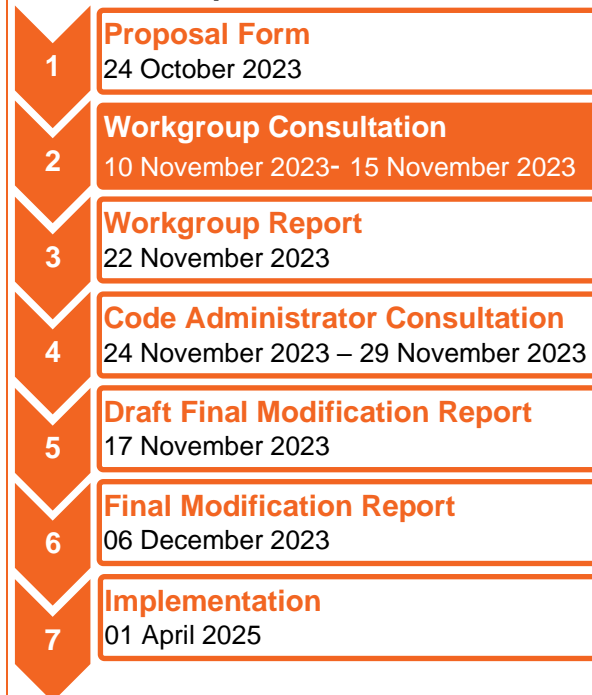 Proposal Form
1
24 October 2023
Workgroup Consultation
2
10 November 2023- 15 November 2023
Workgroup Report
3
22 November 2023
Code Administrator Consultation
4
24 November 2023 – 29 November 2023
Draft Final Modification Report
5
17 November 2023
Final Modification Report
6
06 December 2023
Implementation
7
01 April 2025